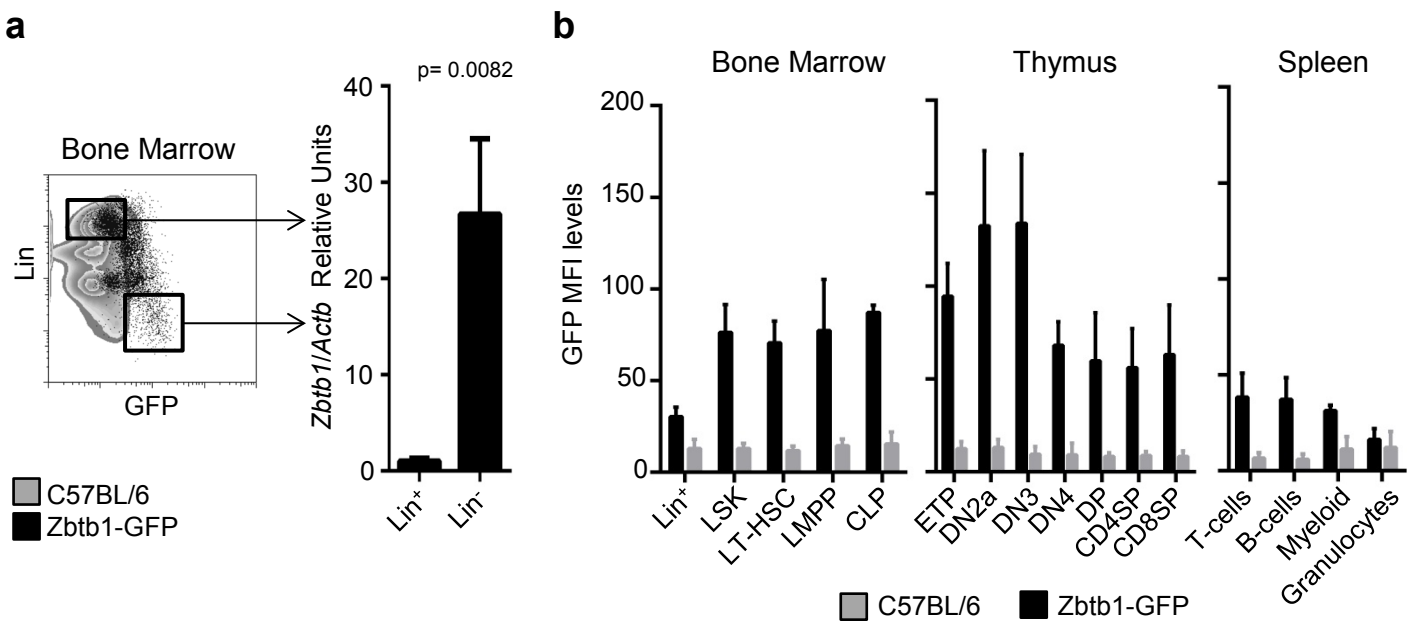 a
Bone Marrow
Lin
GFP
p= 0.0082
Zbtb1/Actb Relative Units
40
30
20
10
0
Lin+
Lin-
C57BL/6
Zbtb1-GFP
b
Bone Marrow
Thymus
Spleen
GFP MFI levels
200
150
100
50
0
Lin+
LSK
LT-HSC
LMPP
CLP
ETP
DN2a
DN3
DN4
DP
CD4SP
CD8SP
T-cells
B-cells
Myeloid
Granulocytes
C57BL/6
Zbtb1-GFP